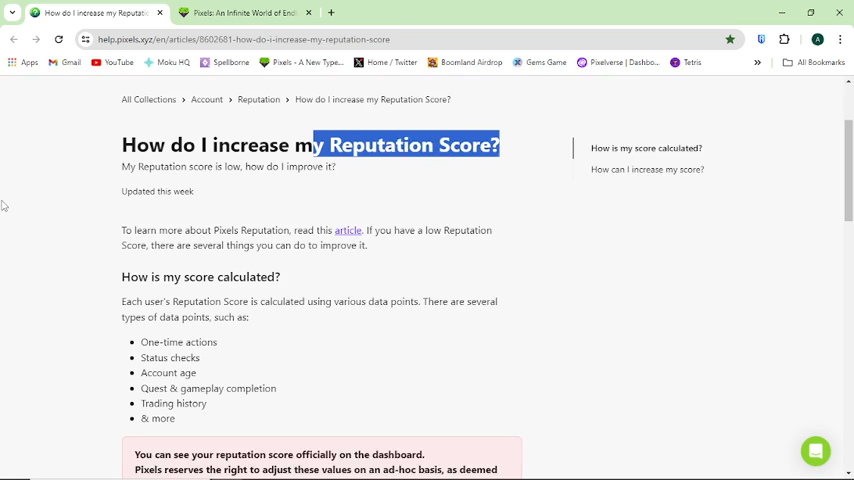 How do I increase my Reputatic
Pixels: An Infinite World of Endl
help.pixels.xyz/en/articles/8602681-how-do-i-increase-my-reputation-score
A
Apps
Gmail
YouTube
Moku HQ
Spellborne
Pixels - A New Type...
Home / Twitter
Boomland Airdrop
Gems Game
Pixelverse | Dashbo...
Tetris
All Bookmarks
All Collections
Account
Reputation
How do I increase my Reputation Score?
How do I increase my Reputation Score?
My Reputation score is low, how do I improve it?
Updated this week
To learn more about Pixels Reputation, read this article. If you have a low Reputation
Score, there are several things you can do to improve it.
How is my score calculated?
Each user's Reputation Score is calculated using various data points. There are several
types of data points, such as:
One-time actions
Status checks
Account age
Quest & gameplay completion
Trading history
& more
You can see your reputation score officially on the dashboard.
Pixels reserves the right to adjust these values on an ad-hoc basis, as deemed
How is my score calculated?
How can I increase my score?